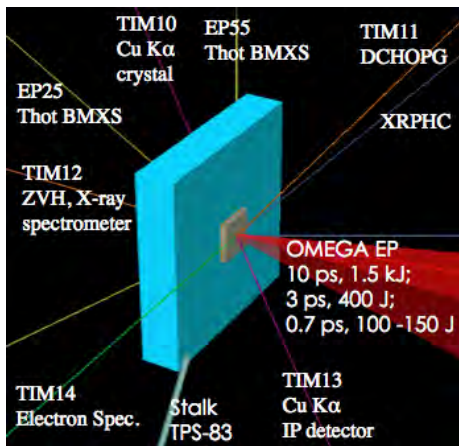 TIM10
Cu Kα
crystal
EP55
Thot BMXS
TIM11
DCHOPG
EP25
Thot BMXS
XRPHC
TIM12
ZVH, X-ray
spectrometer
OMEGA EP
10 ps, 1.5 kJ;
3 ps, 400 J;
0.7 ps, 100 -150 J
TIM14
Electron Spec.
Stalk
TPS-83
TIM13
Cu Kα
IP detector